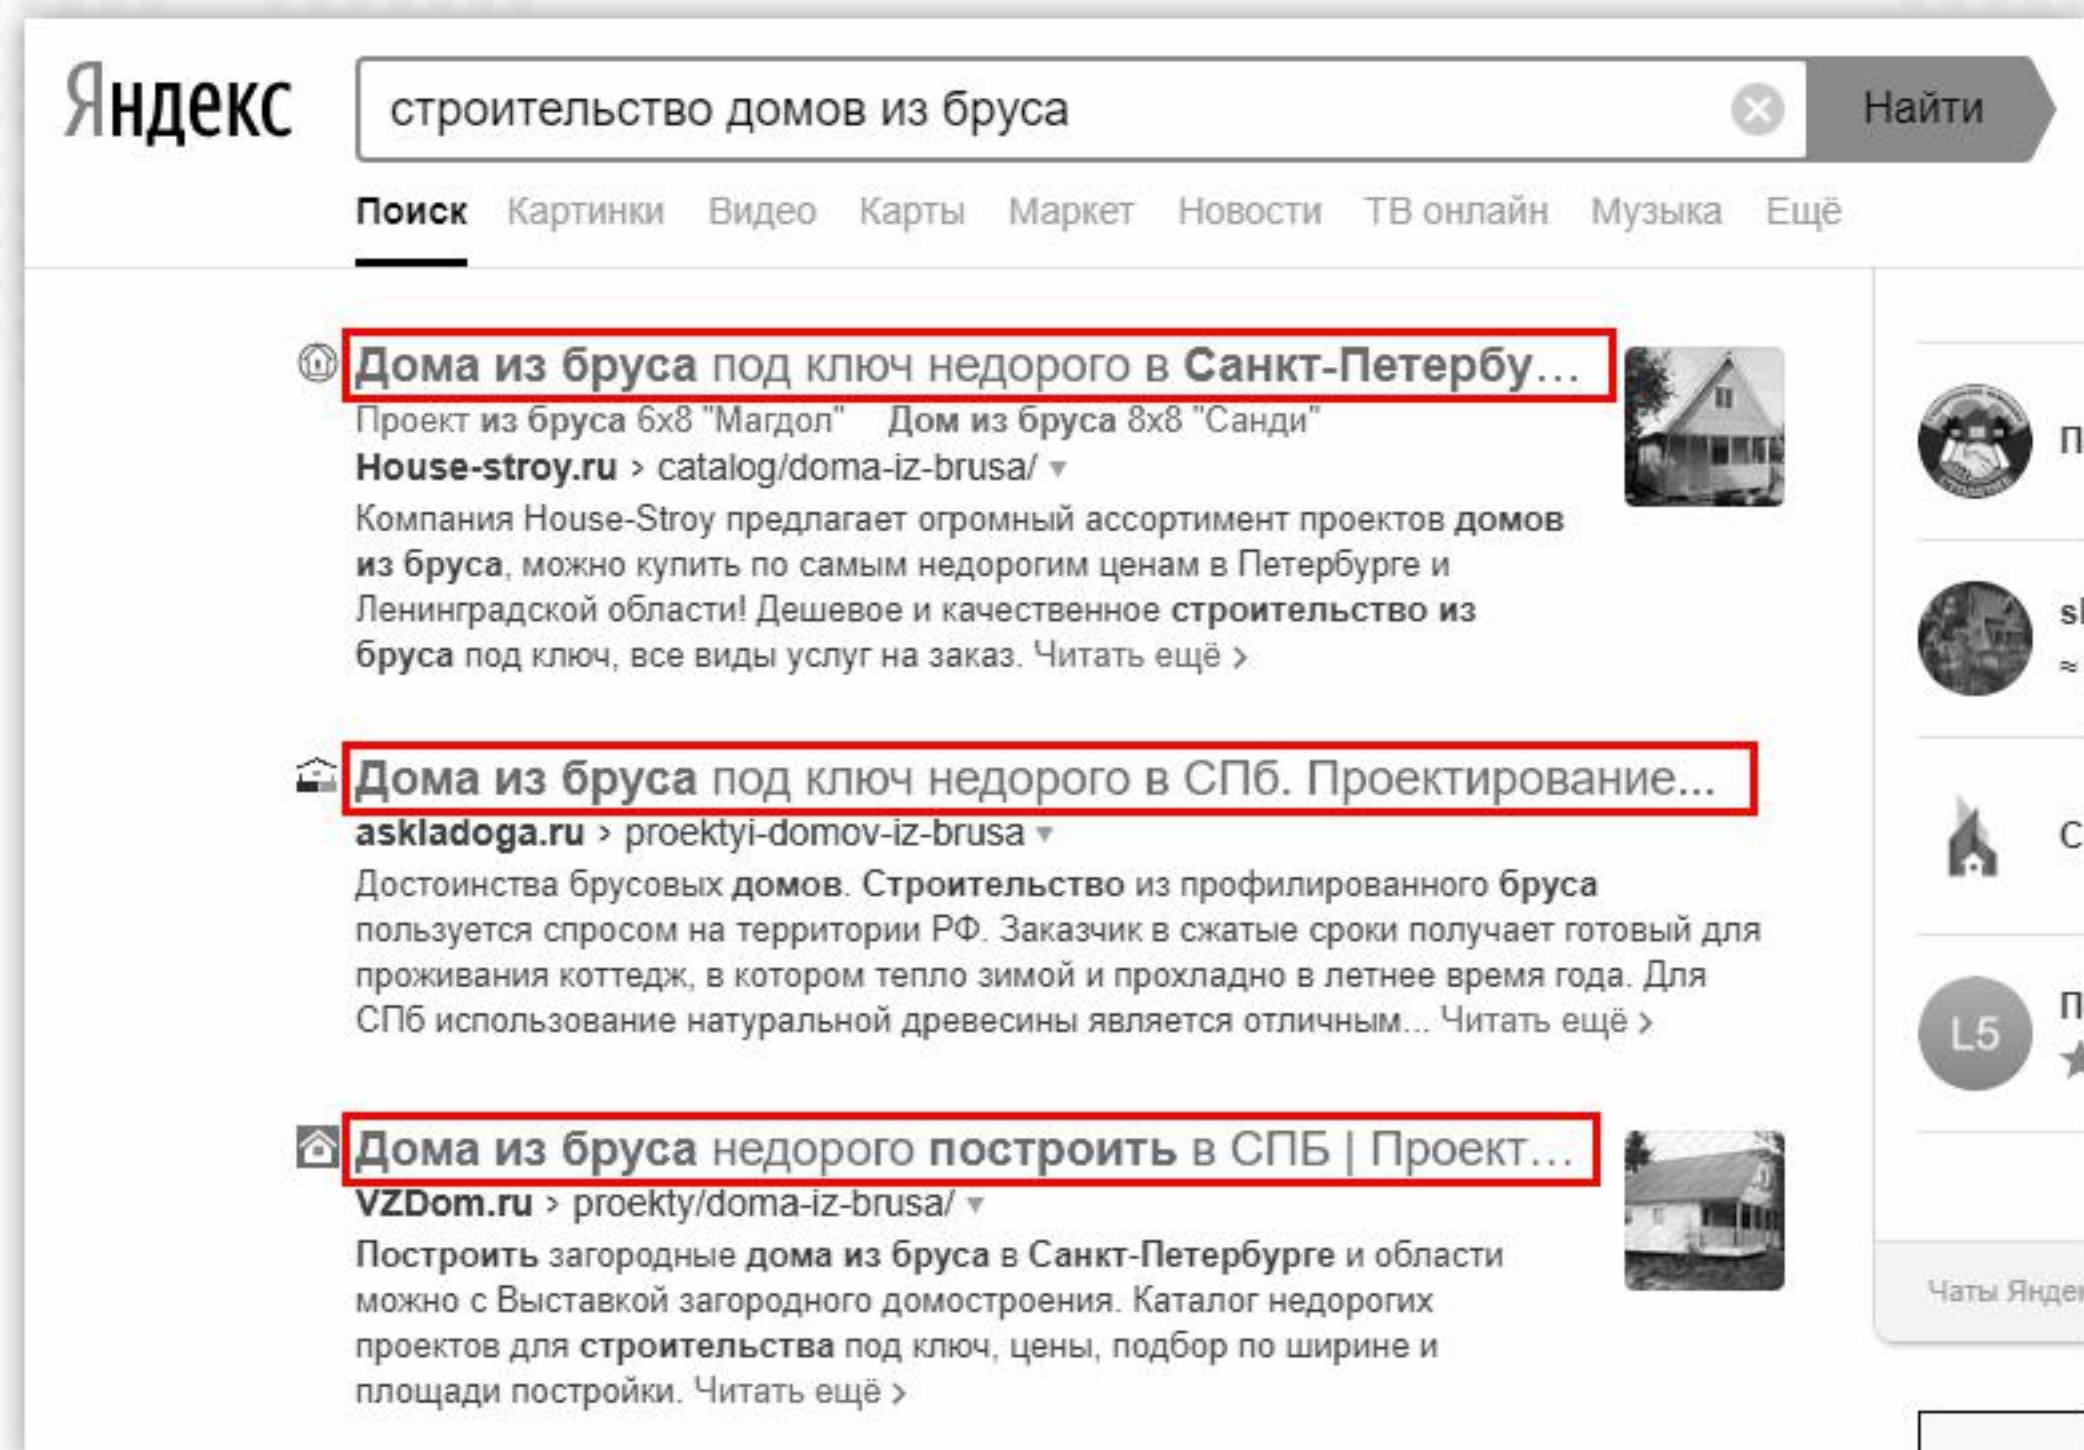 Яндекс
строительство домов из бруса
Найти
Поиск Картинки Видео Карты Маркет Новости ТВ онлайн Музыка Ещё
Дома из бруса под ключ недорого в Санкт-Петербу...
Проект из бруса 6х8 "Магдол" Дом из бруса 8х8 "Санди"
House-stroy.ru > catalog/doma-iz-brusa/
Компания House-Stroy предлагает огромный ассортимент проектов домов
из бруса, можно купить по самым недорогим ценам в Петербурге и
Ленинградской области! Дешевое и качественное строительство из
бруса под ключ, все виды услуг на заказ. Читать ещё >
Дома из бруса под ключ недорого в СПб. Проектирование...
askladoga.ru > proektyi-domov-iz-brusa
Достоинства брусовых домов. Строительство из профилированного бруса
пользуется спросом на территории РФ. Заказчик в сжатые сроки получает готовый для
проживания коттедж, в котором тепло зимой и прохладно в летнее время года. Для
СПб использование натуральной древесины является отличным... Читать ещё >
Дома из бруса недорого построить в СПБ | Проект...
VZDom.ru > proekty/doma-iz-brusa/
Построить загородные дома из бруса в Санкт-Петербурге и области
можно с Выставкой загородного домостроения. Каталог недорогих
проектов для строительства под ключ, цены, подбор по ширине и
площади постройки. Читать ещё >
L5
Чаты